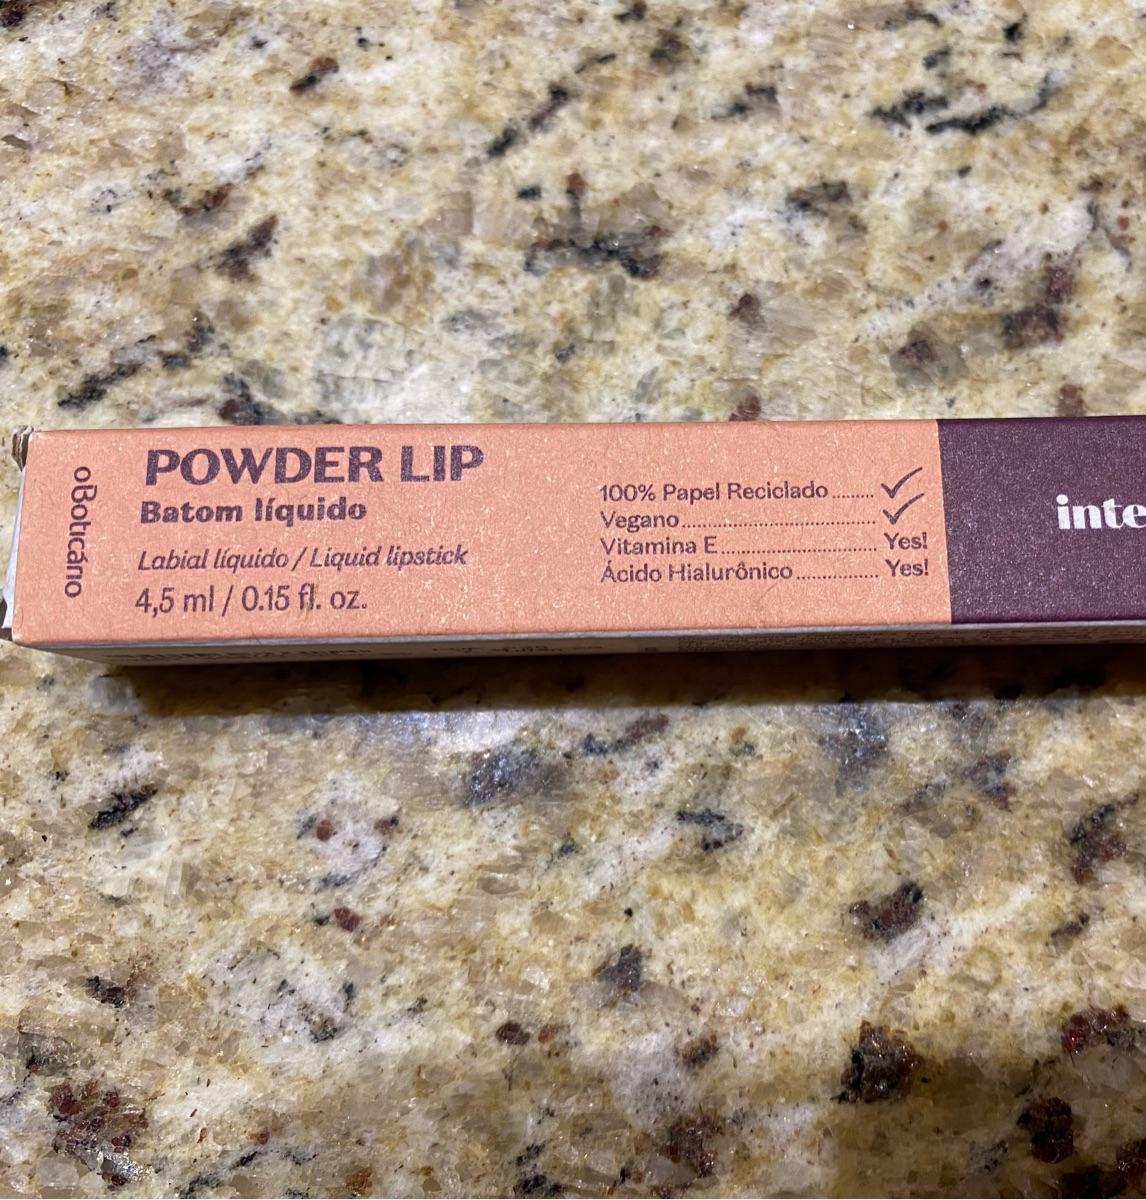 oBoticário
POWDER LIP
Batom líquido
Labial líquido / Liquid lipstick
4,5 ml / 0.15 fl. oz.
100% Papel Reciclado ........ ✓
Vegano ........ ✓
Vitamina E ........ Yes!
Ácido Hialurônico ........ Yes!
inte